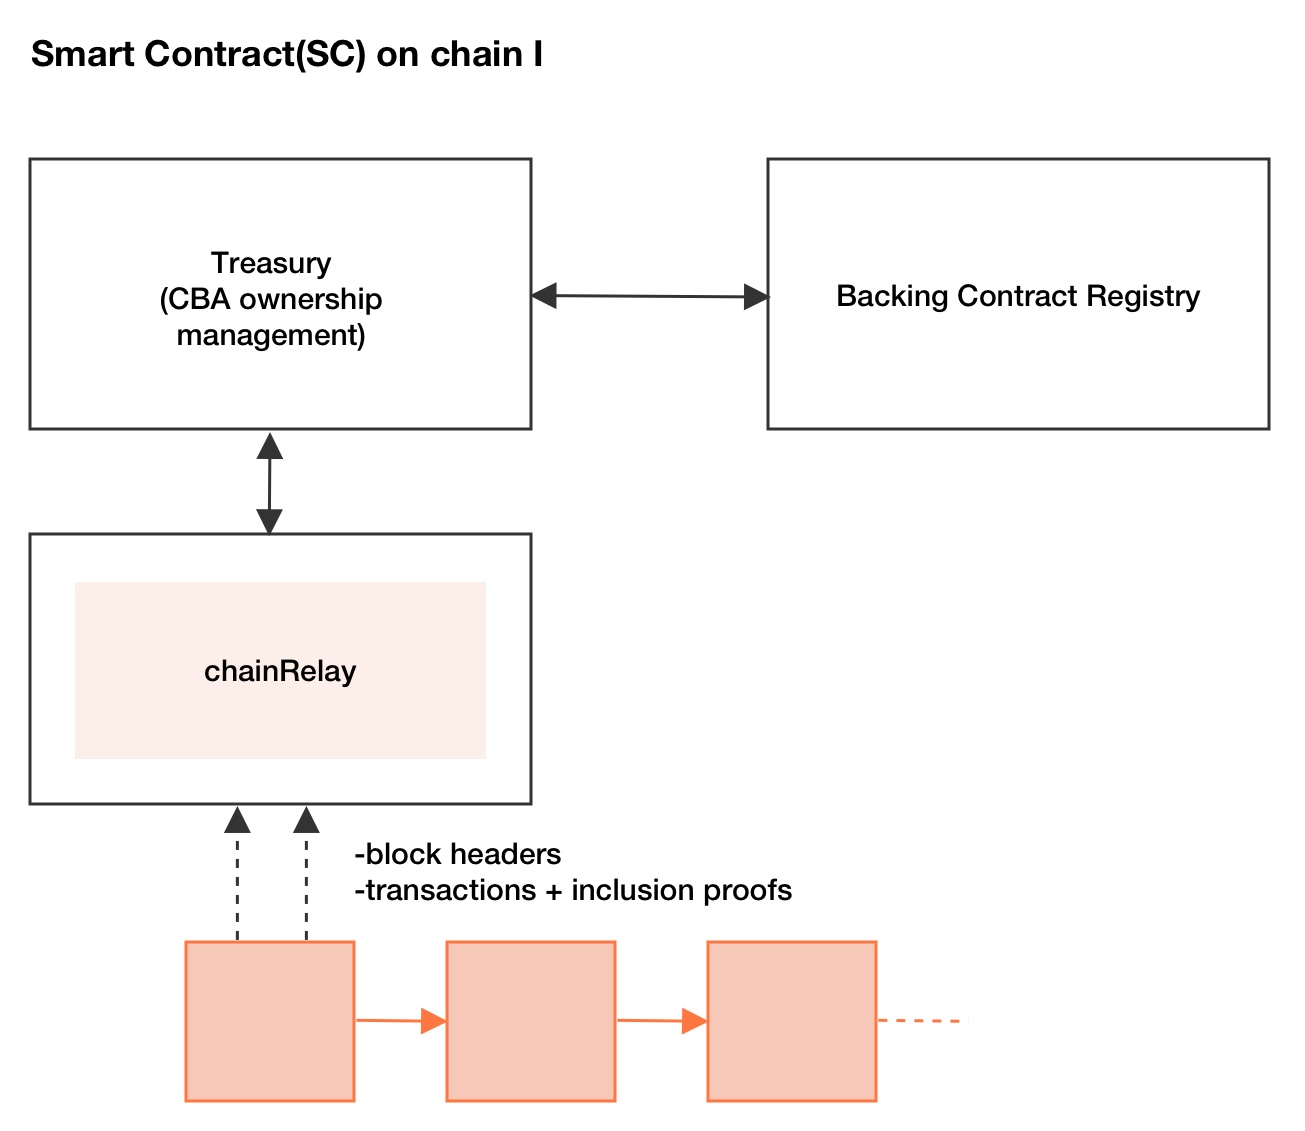 Smart Contract(SC) on chain I
Treasury
(CBA ownership
management)
Backing Contract Registry
chainRelay
-block headers
-transactions + inclusion proofs